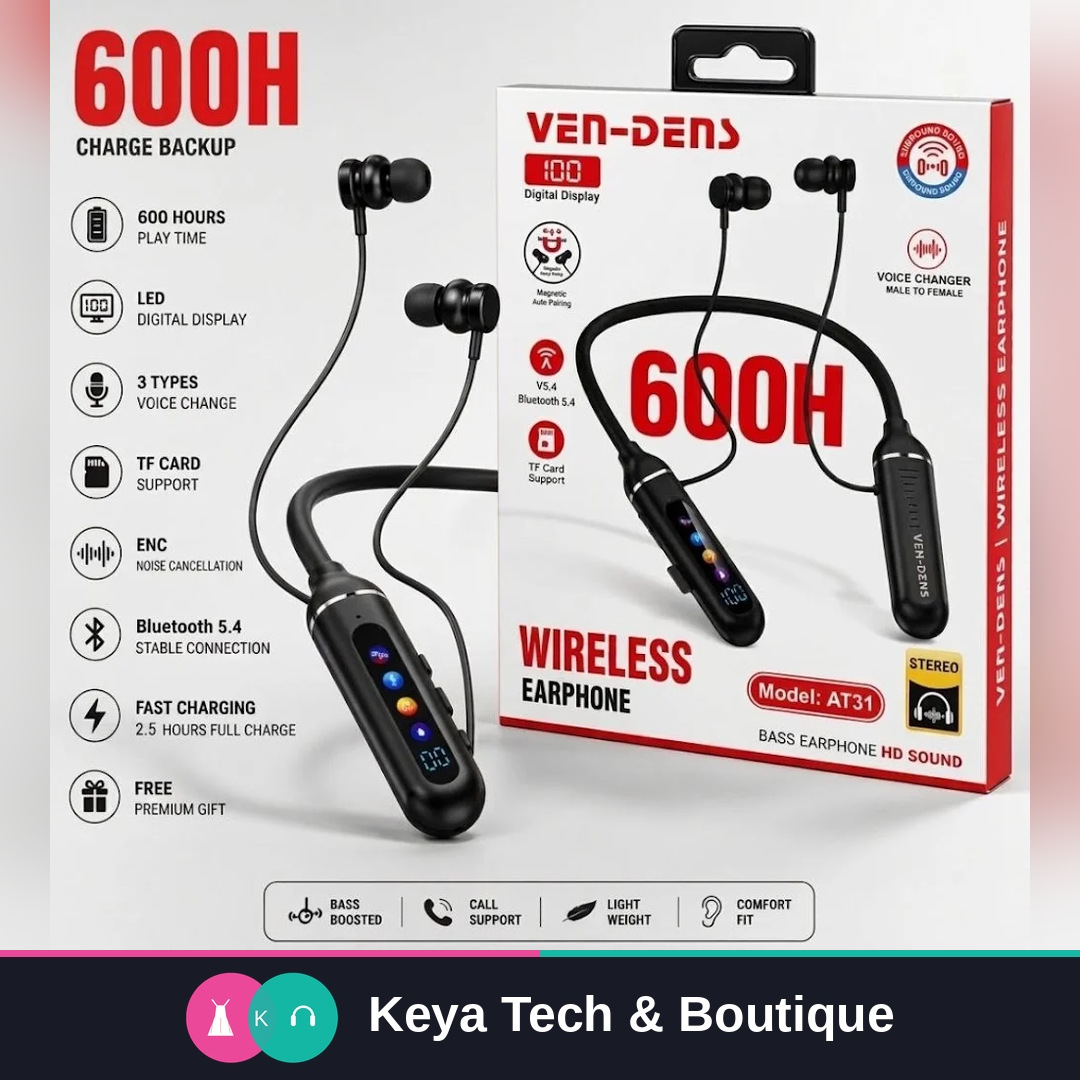 600H
CHARGE BACKUP
600 HOURS
PLAY TIME
LED
DIGITAL DISPLAY
3 TYPES
VOICE CHANGE
TF CARD
SUPPORT
ENC
NOISE CANCELLATION
Bluetooth 5.4
STABLE CONNECTION
FAST CHARGING
2.5 HOURS FULL CHARGE
FREE
PREMIUM GIFT
VEN-DENS
100
Digital Display
Magnetic
Auto Pairing
V5.4
Bluetooth 5.4
TF Card
Support
VOICE CHANGER
MALE TO FEMALE
600H
VEN-DENS
WIRELESS
EARPHONE
Model: AT31
STEREO
BASS EARPHONE HD SOUND
VEN-DENS | WIRELESS EARPHONE
BASS
BOOSTED
CALL
SUPPORT
LIGHT
WEIGHT
COMFORT
FIT
K
Keya Tech & Boutique